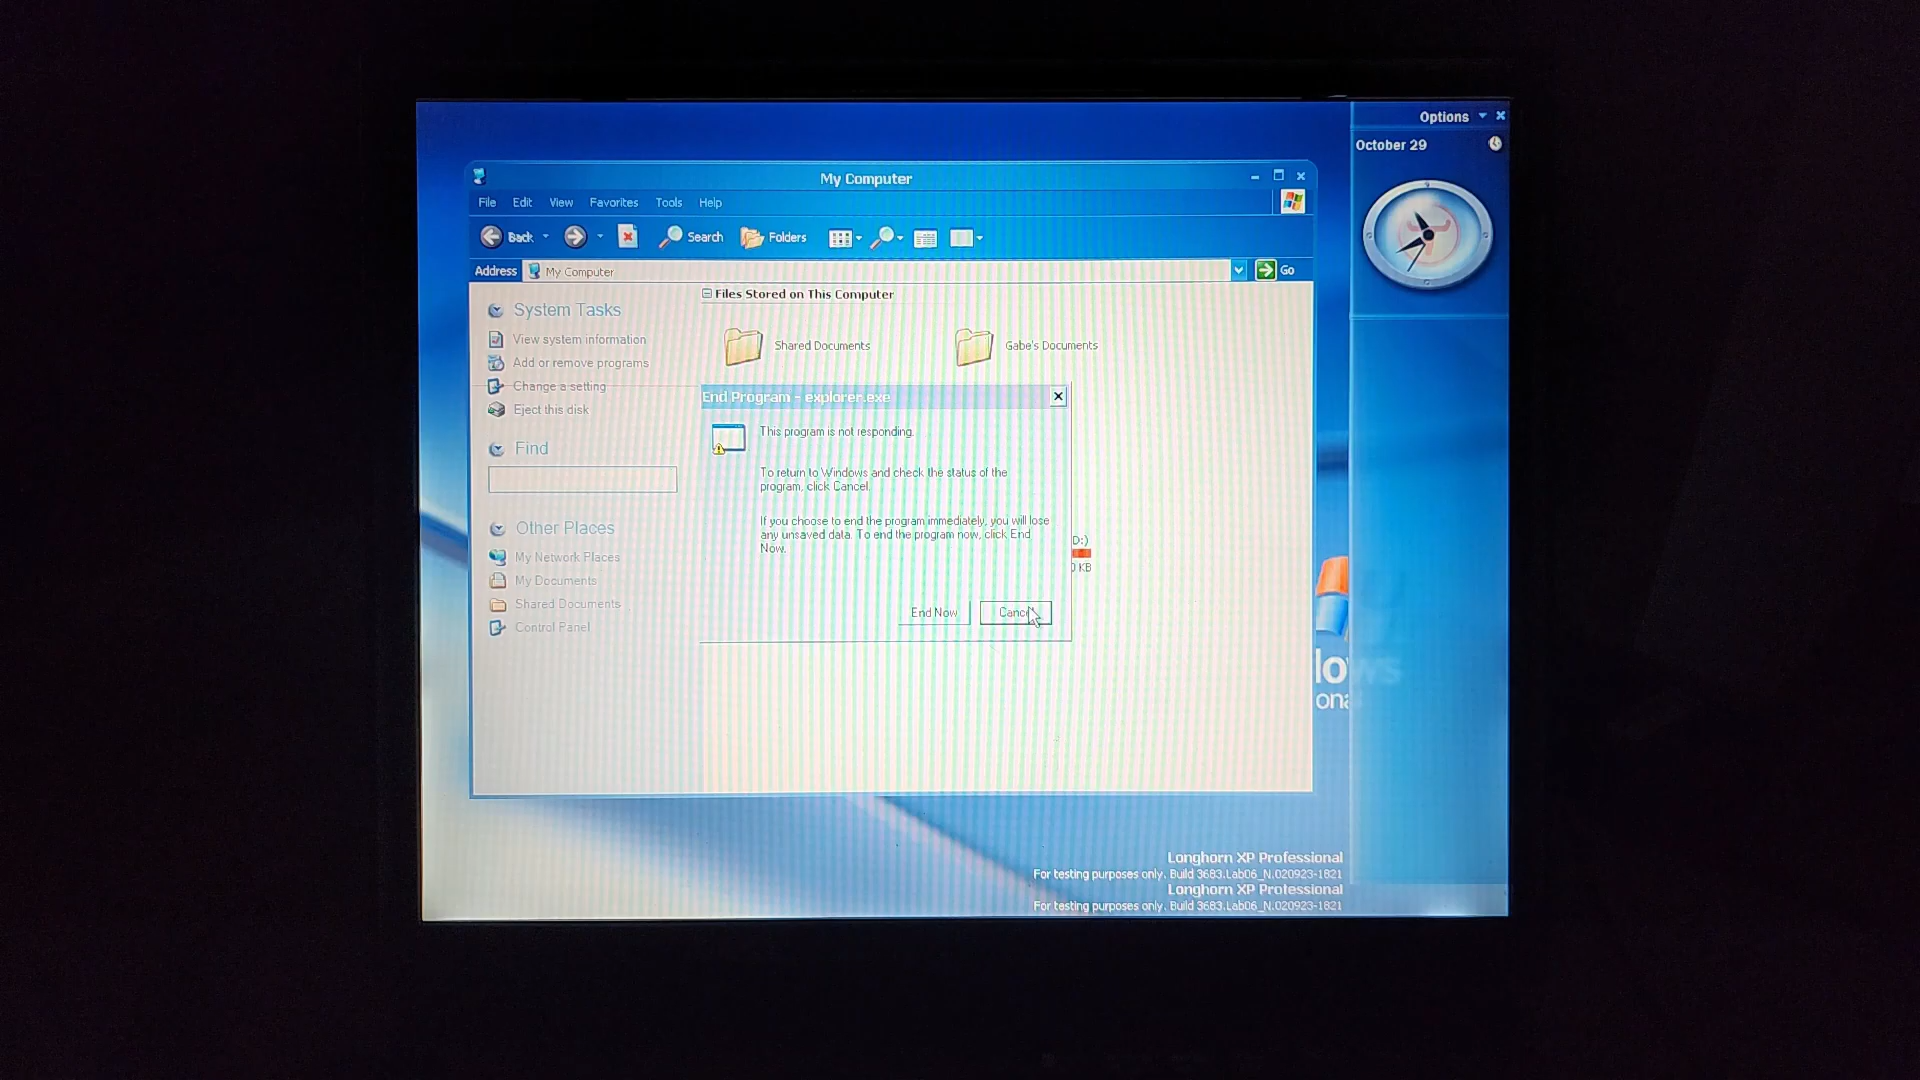 Options
October 29
My Computer
File Edit View Favorites Tools Help
Back Search Folders
Address My Computer Go
System Tasks
View system information
Add or remove programs
Change a setting
Eject this disk
Find
Other Places
My Network Places
My Documents
Shared Documents
Control Panel
Files Stored on This Computer
Shared Documents Gabe's Documents
End Program - explorer.exe
This program is not responding.
To return to Windows and check the status of the
program, click Cancel.
If you choose to end the program immediately, you will lose
any unsaved data. To end the program now, click End
Now.
End Now Cancel
D:)
0 KB
Longhorn XP Professional
For testing purposes only. Build 3683.Lab06_N.020923-1821
Longhorn XP Professional
For testing purposes only. Build 3683.Lab06_N.020923-1821